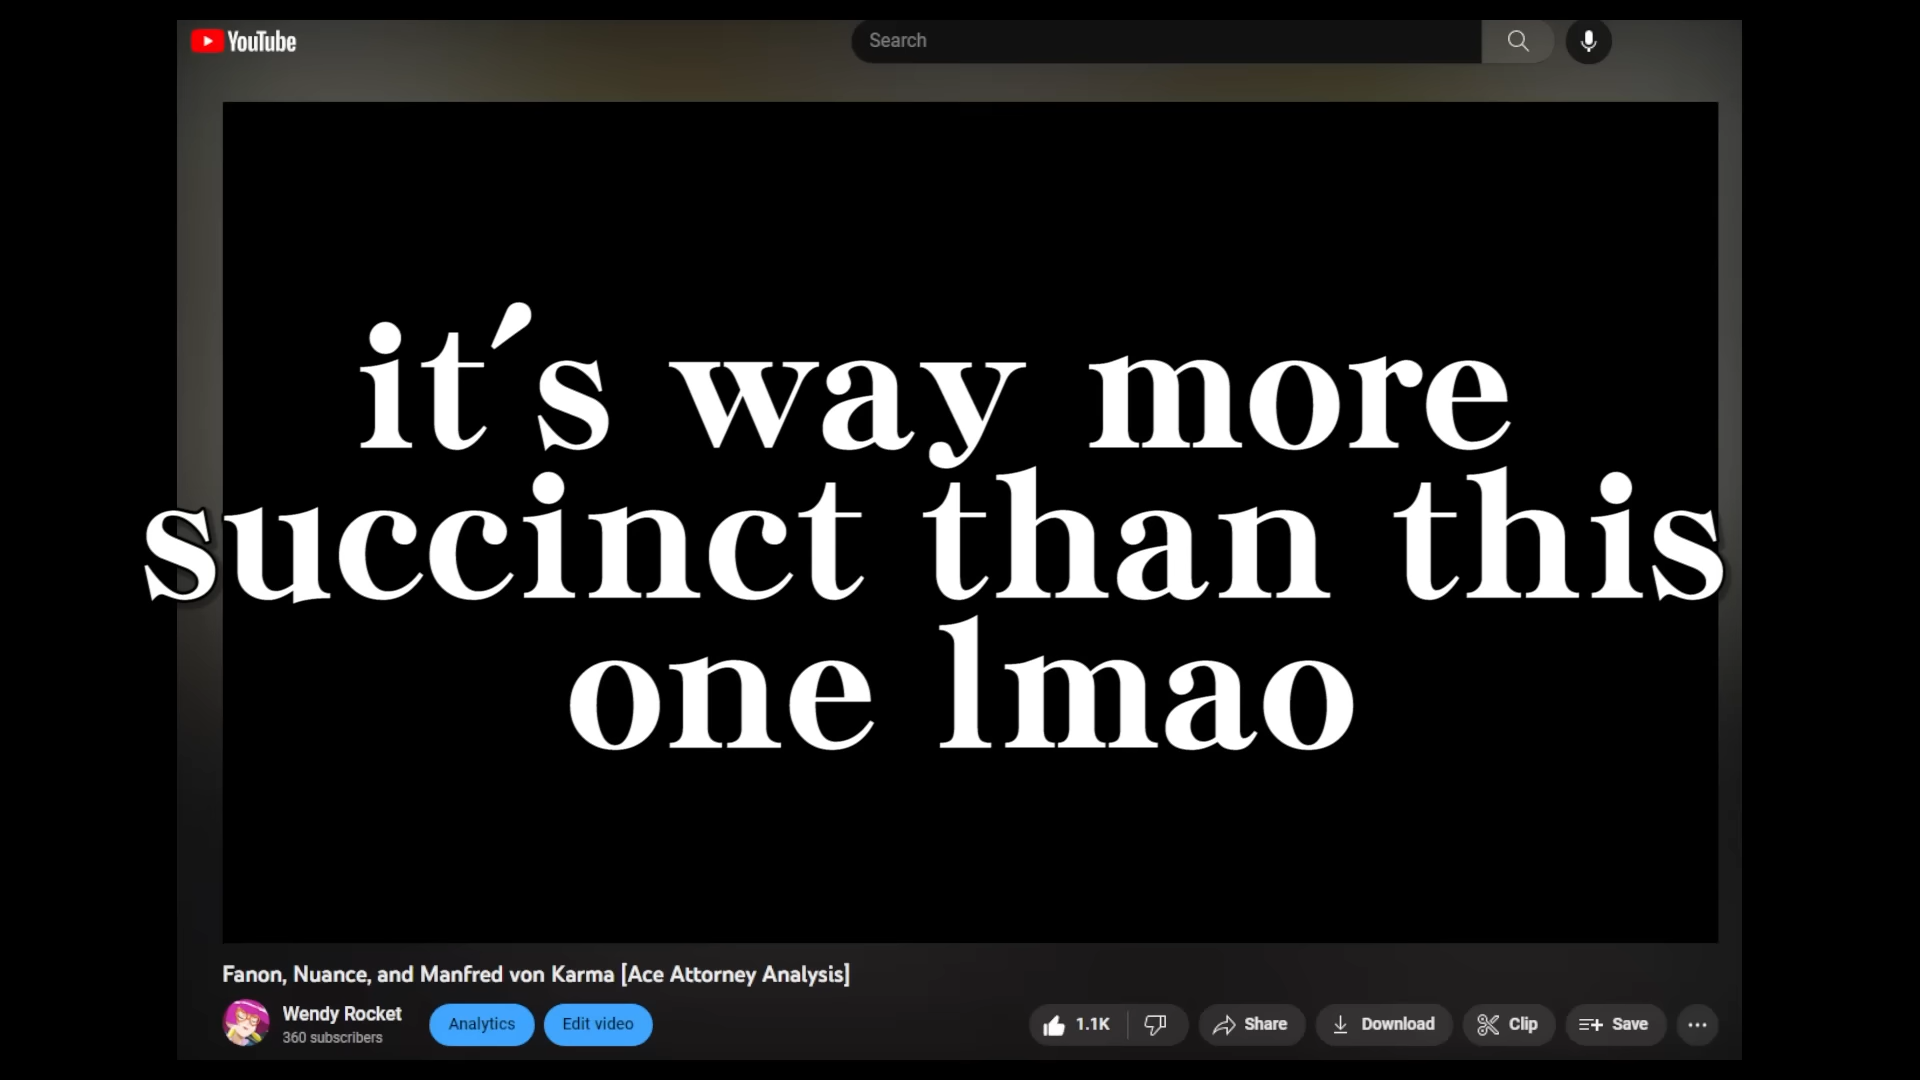 YouTube
Search
it's way more
succinct than this
one lmao
Fanon, Nuance, and Manfred von Karma [Ace Attorney Analysis]
Wendy Rocket
360 subscribers
Analytics
Edit video
1.1K
Share
Download
Clip
Save